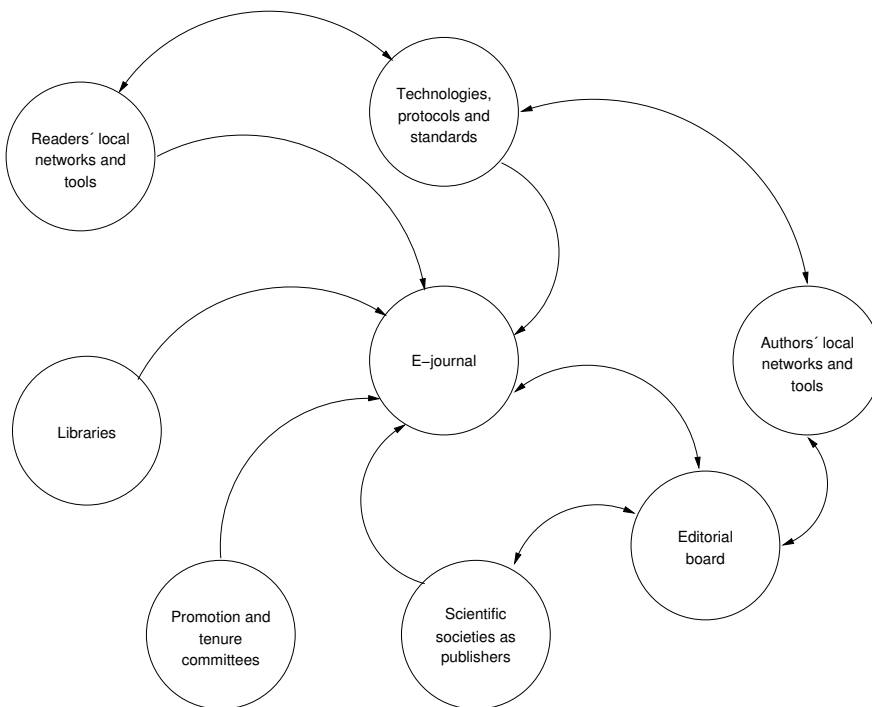 Technologies,
protocols and
standards
Readers´ local
networks and
tools
E−journal
Authors´ local
networks and
tools
Libraries
Editorial
board
Promotion and
tenure
committees
Scientific
societies as
publishers